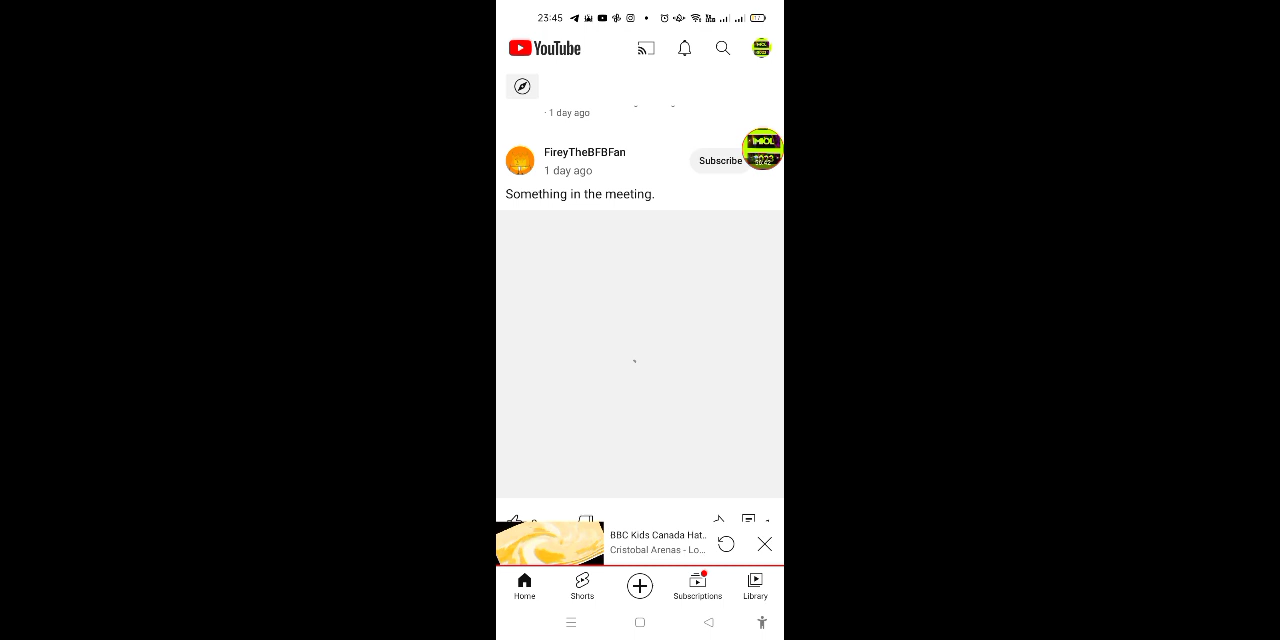 23:45
YouTube
· 1 day ago
FireyTheBFBFan
Subscribe
1 day ago
Something in the meeting.
BBC Kids Canada Hat..
Cristobal Arenas - Lo...
Home
Shorts
Subscriptions
Library